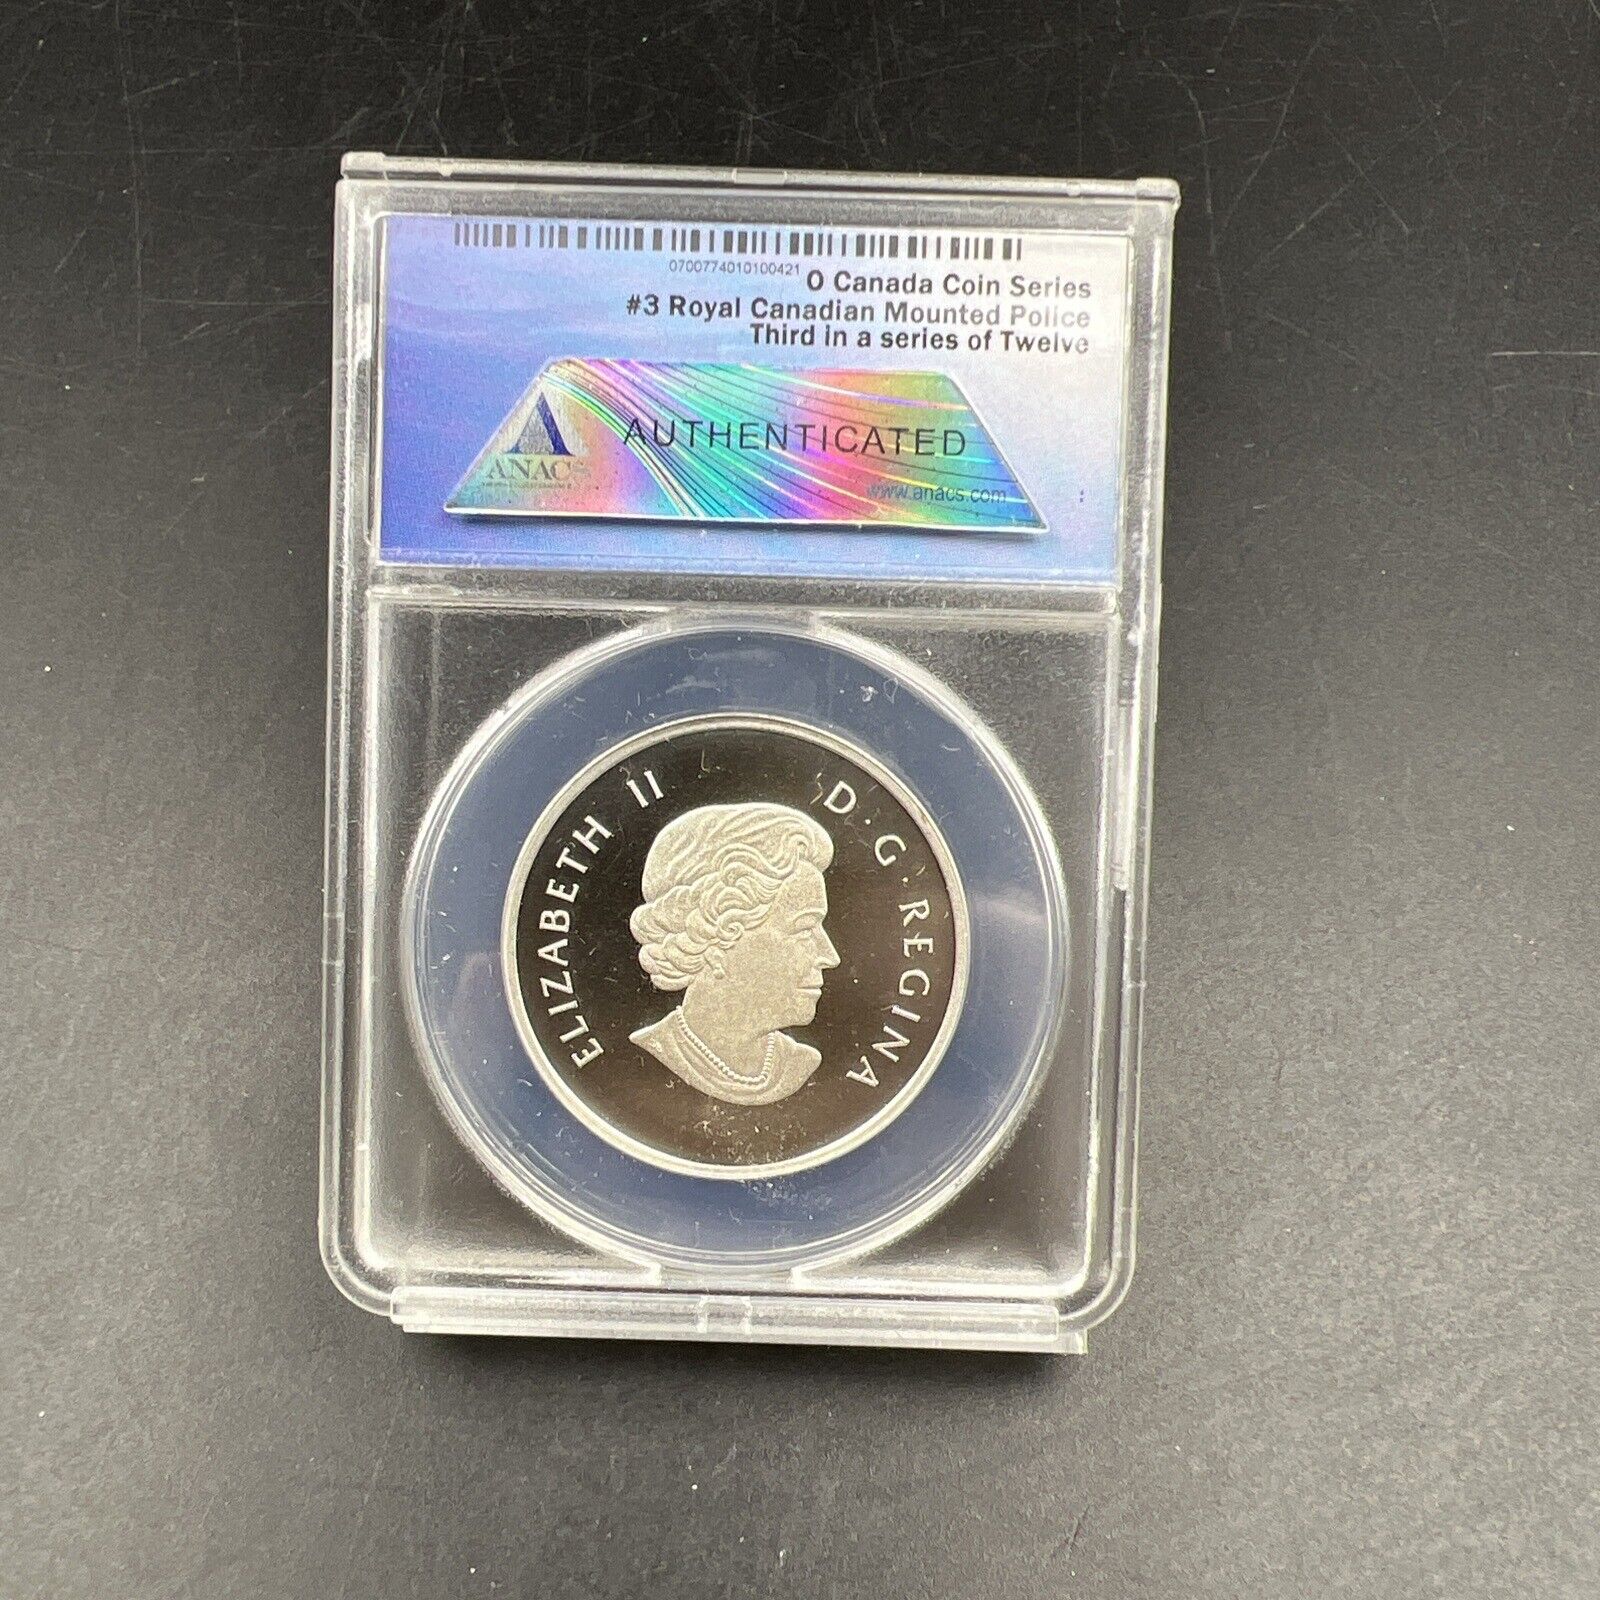 0700774010100421
O Canada Coin Series
#3 Royal Canadian Mounted Police
Third in a series of Twelve
ANACS
AUTHENTICATED
www.anacs.com
ELIZABETH II D · G · REGINA